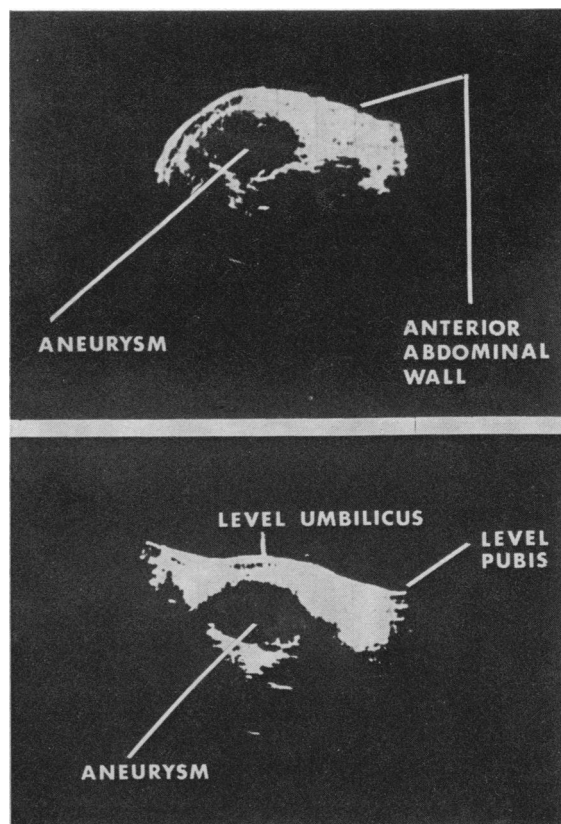 ANEURYSM
ANTERIOR
ABDOMINAL
WALL
LEVEL UMBILICUS
LEVEL
PUBIS
ANEURYSM